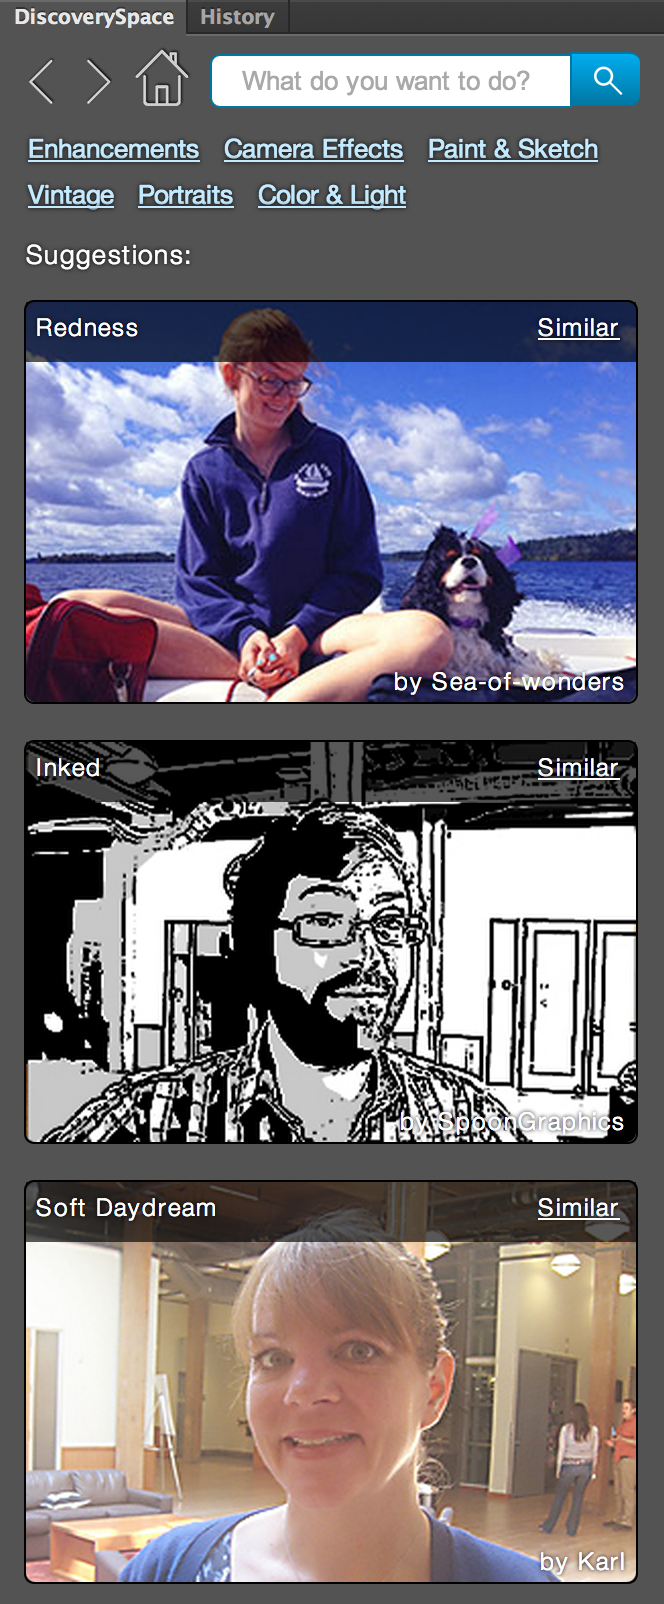 DiscoverySpace History
What do you want to do?
Enhancements Camera Effects Paint & Sketch
Vintage Portraits Color & Light
Suggestions:
Redness Similar
by Sea-of-wonders
Inked Similar
by SpoonGraphics
Soft Daydream Similar
by Karl